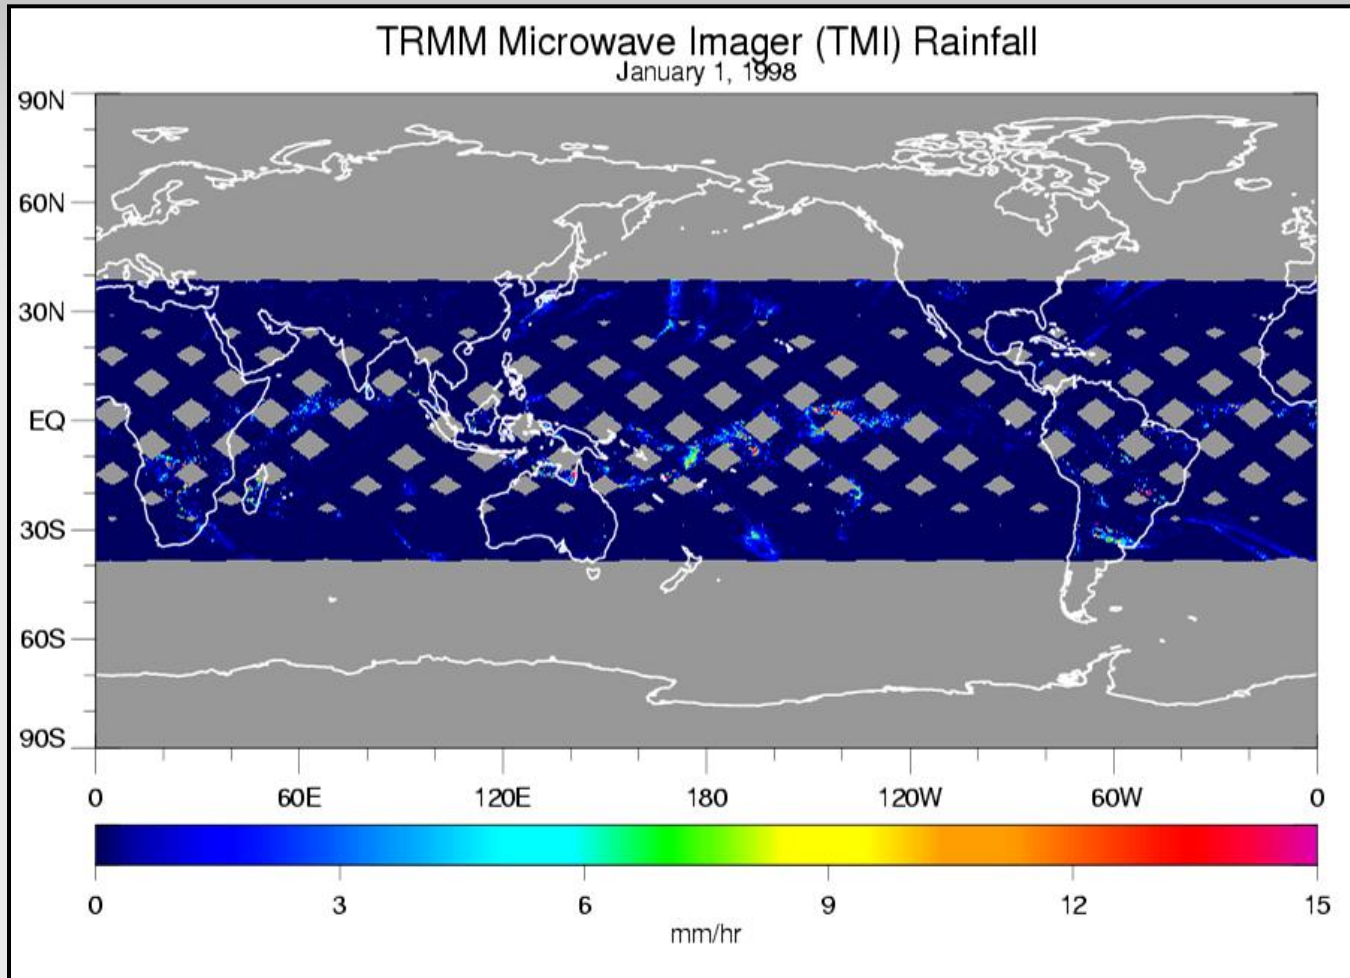 TRMM Microwave Imager (TMI) Rainfall
January 1, 1998
90N
60N
30N
EQ
30S
60S
90S
0 60E 120E 180 120W 60W 0
0 3 6 9 12 15
mm/hr